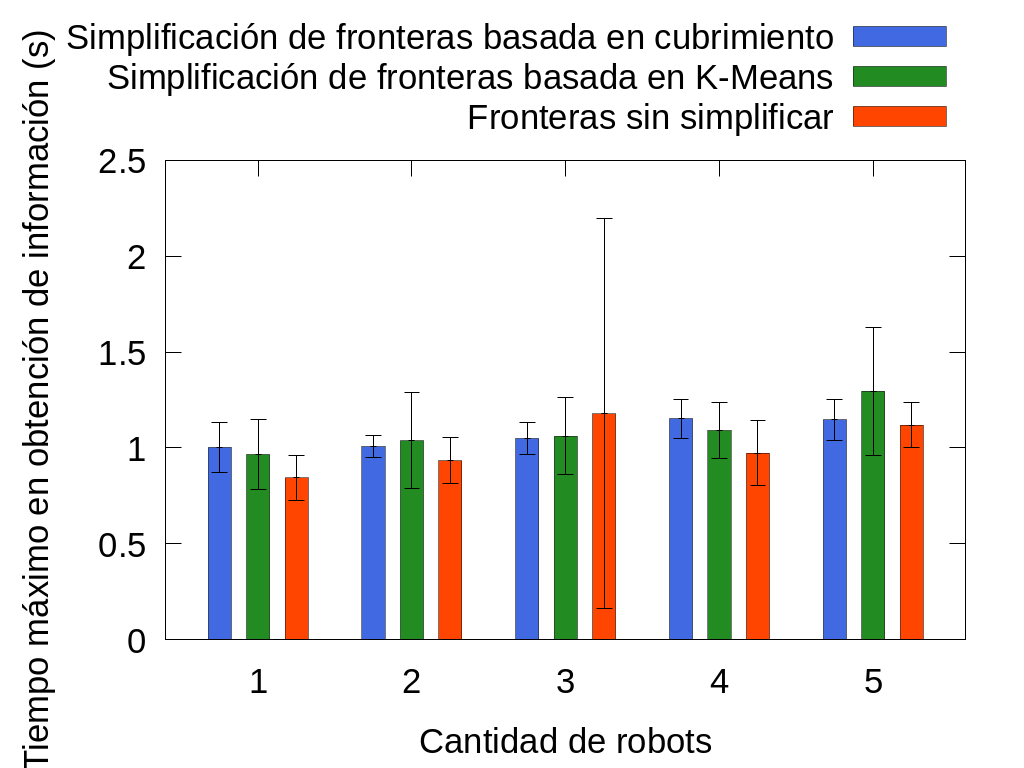 Simplificación de fronteras basada en cubrimiento
Simplificación de fronteras basada en K-Means
Fronteras sin simplificar
Tiempo máximo en obtención de información (s)
2.5
2
1.5
1
0.5
0
1 2 3 4 5
Cantidad de robots